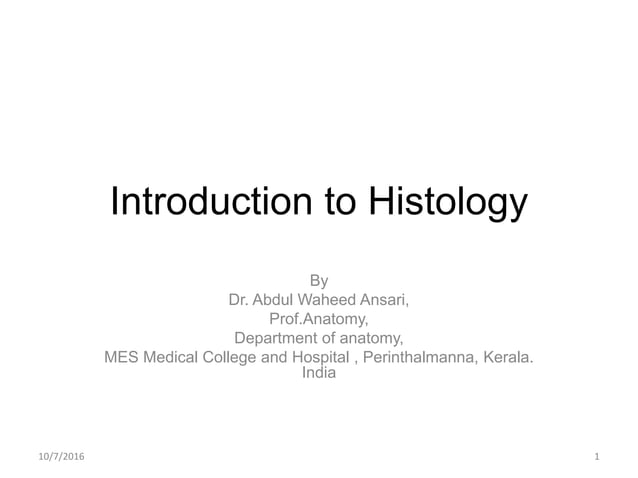 Introduction to Histology
By
Dr. Abdul Waheed Ansari,
Prof.Anatomy,
Department of anatomy,
MES Medical College and Hospital , Perinthalmanna, Kerala.
India
10/7/2016
1